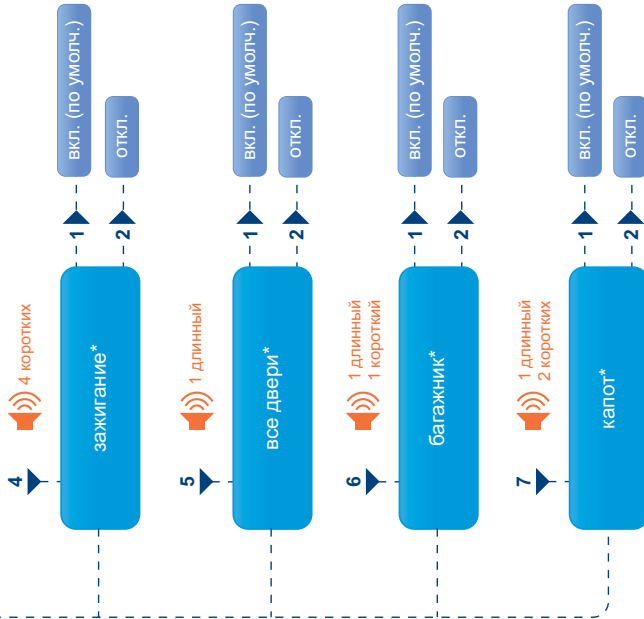 4
4 коротких
зажигание*
1
вкл. (по умолч.)
2
откл.
5
1 длинный
все двери*
1
вкл. (по умолч.)
2
откл.
6
1 длинный
1 короткий
багажник*
1
вкл. (по умолч.)
2
откл.
7
1 длинный
2 коротких
капот*
1
вкл. (по умолч.)
2
откл.